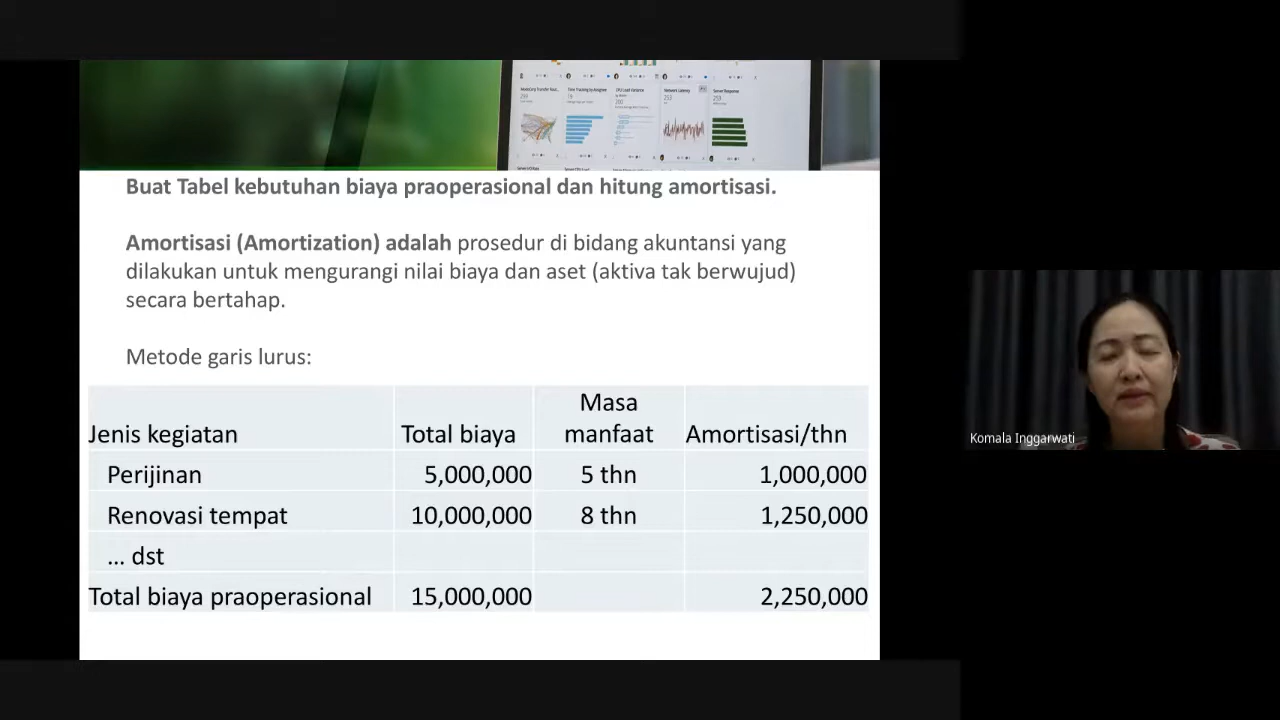 Buat Tabel kebutuhan biaya praoperasional dan hitung amortisasi.
Amortisasi (Amortization) adalah prosedur di bidang akuntansi yang
dilakukan untuk mengurangi nilai biaya dan aset (aktiva tak berwujud)
secara bertahap.
Metode garis lurus:
Jenis kegiatan Total biaya Masa manfaat Amortisasi/thn
Perijinan 5,000,000 5 thn 1,000,000
Renovasi tempat 10,000,000 8 thn 1,250,000
... dst
Total biaya praoperasional 15,000,000 2,250,000
Komala Inggarwati